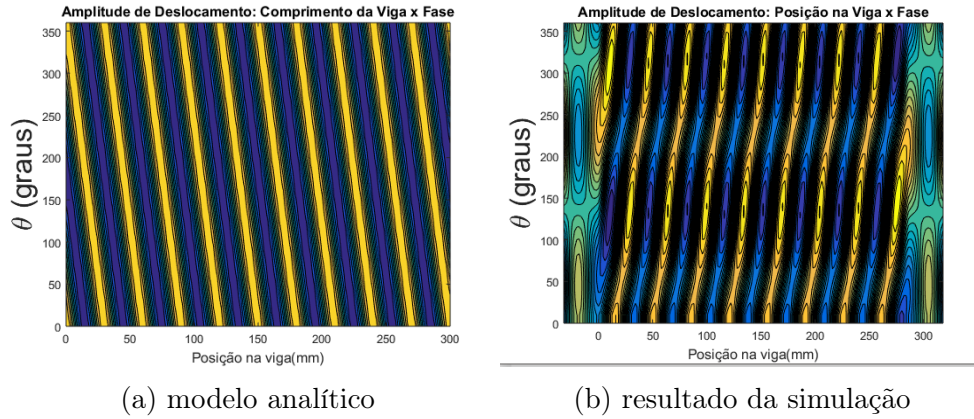 Amplitude de Deslocamento: Comprimento da Viga x Fase
350
300
250
200
150
100
50
0
θ (graus)
0 50 100 150 200 250 300
Posição na viga(mm)
(a) modelo analítico
Amplitude de Deslocamento: Posição na Viga x Fase
350
300
250
200
150
100
50
0
θ (graus)
0 50 100 150 200 250 300
Posição na viga(mm)
(b) resultado da simulação